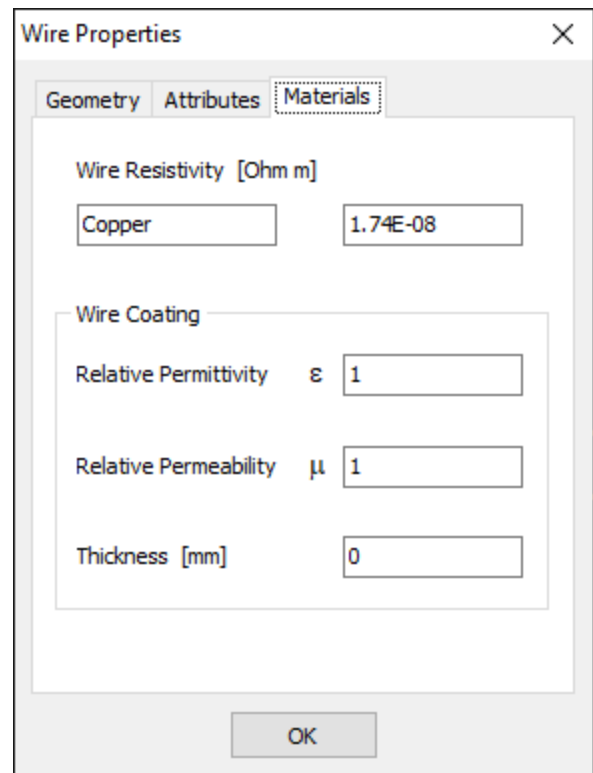 Wire Properties
Geometry Attributes Materials
Wire Resistivity [Ohm m]
Copper 1.74E-08
Wire Coating
Relative Permittivity ε 1
Relative Permeability μ 1
Thickness [mm] 0
OK